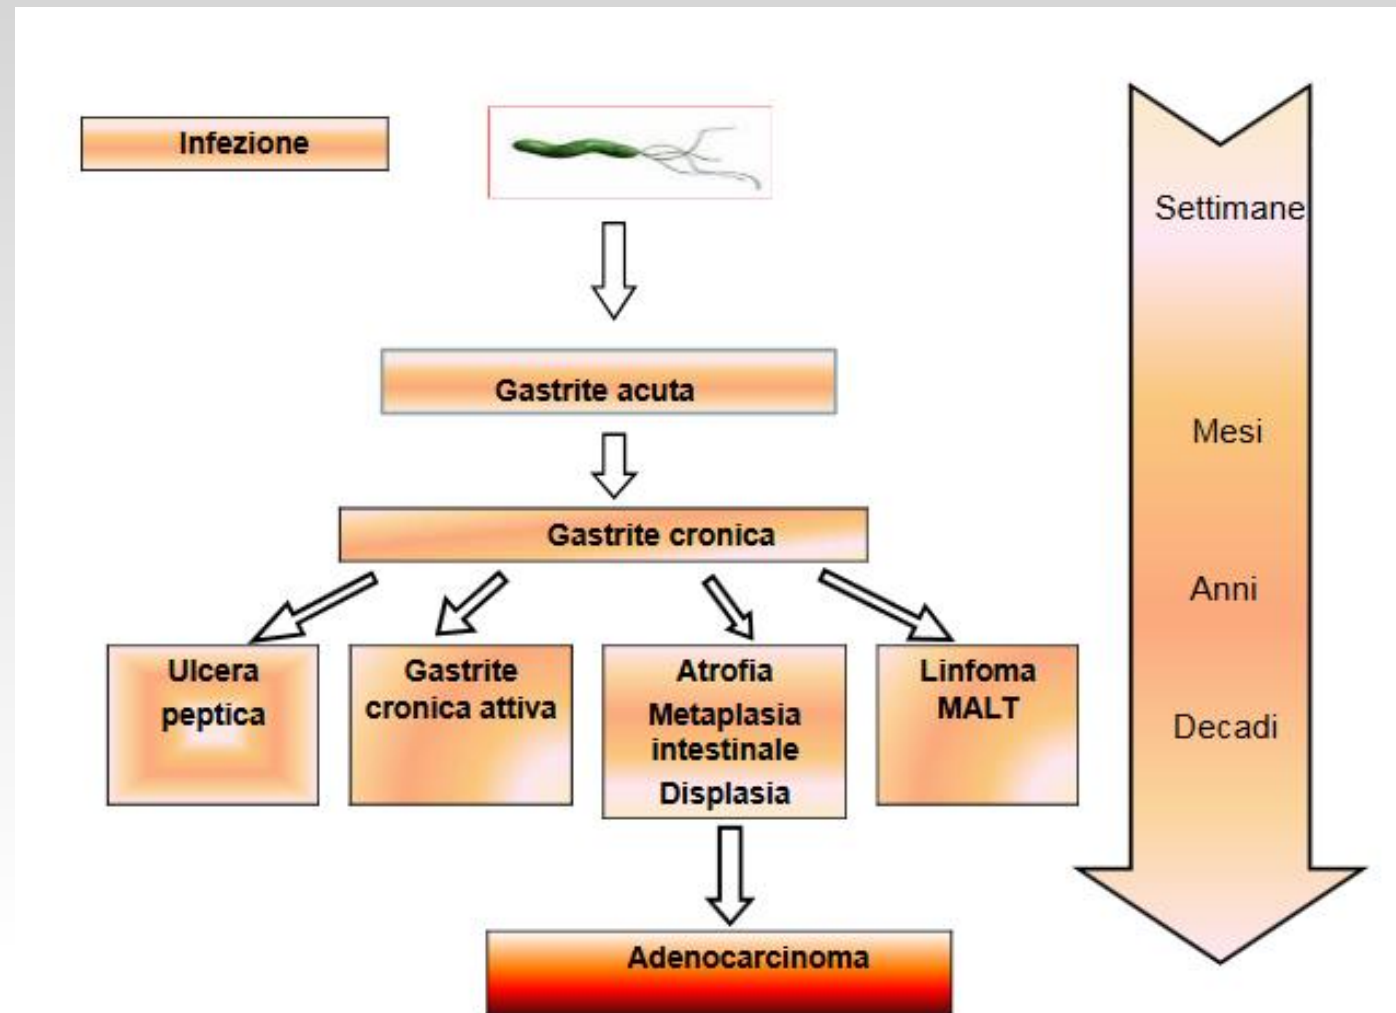 Infezione
Settimane
Gastrite acuta
Mesi
Gastrite cronica
Anni
Ulcera
peptica
Gastrite
cronica attiva
Atrofia
Metaplasia
intestinale
Displasia
Linfoma
MALT
Decadi
Adenocarcinoma